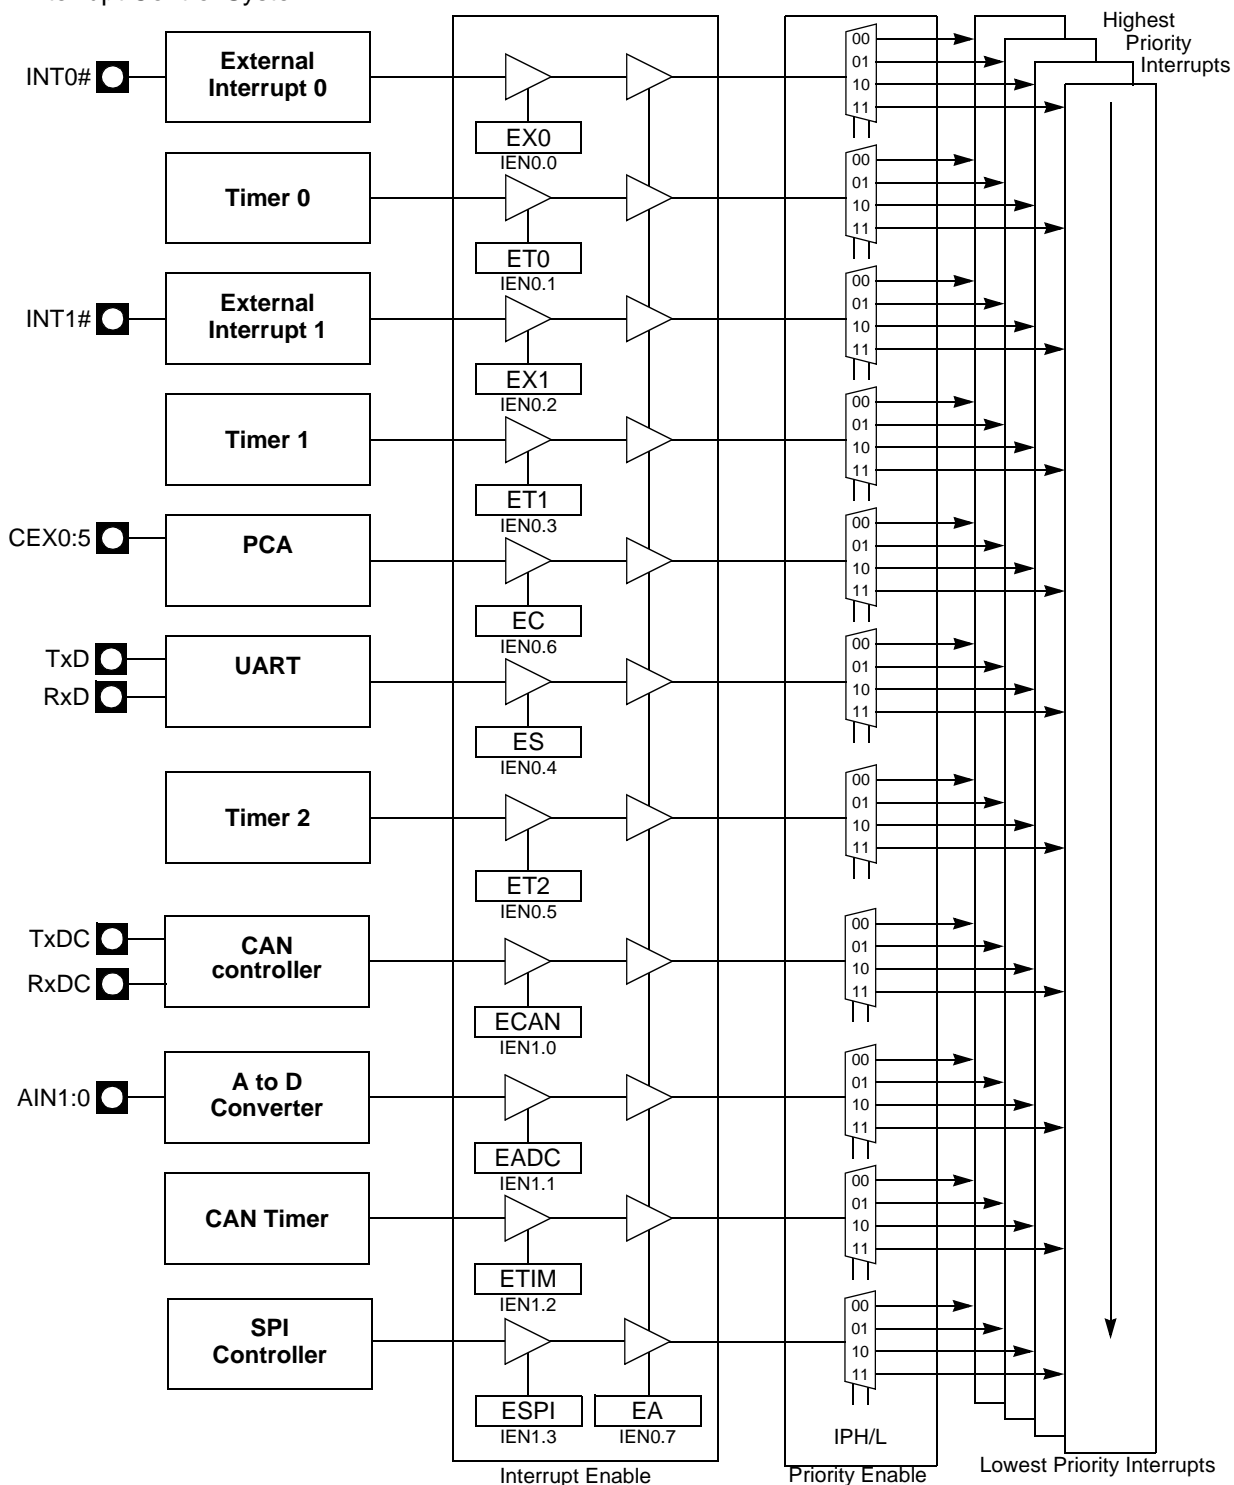 Highest
Priority
Interrupts
INT0#
External
Interrupt 0
EX0
IEN0.0
00
01
10
11
Timer 0
ET0
IEN0.1
00
01
10
11
INT1#
External
Interrupt 1
EX1
IEN0.2
00
01
10
11
Timer 1
ET1
IEN0.3
00
01
10
11
CEX0:5
PCA
EC
IEN0.6
00
01
10
11
TxD
RxD
UART
ES
IEN0.4
00
01
10
11
Timer 2
ET2
IEN0.5
00
01
10
11
TxDC
RxDC
CAN
controller
ECAN
IEN1.0
00
01
10
11
AIN1:0
A to D
Converter
EADC
IEN1.1
00
01
10
11
CAN Timer
ETIM
IEN1.2
00
01
10
11
SPI
Controller
ESPI
IEN1.3
EA
IEN0.7
00
01
10
11
IPH/L
Interrupt Enable
Priority Enable
Lowest Priority Interrupts